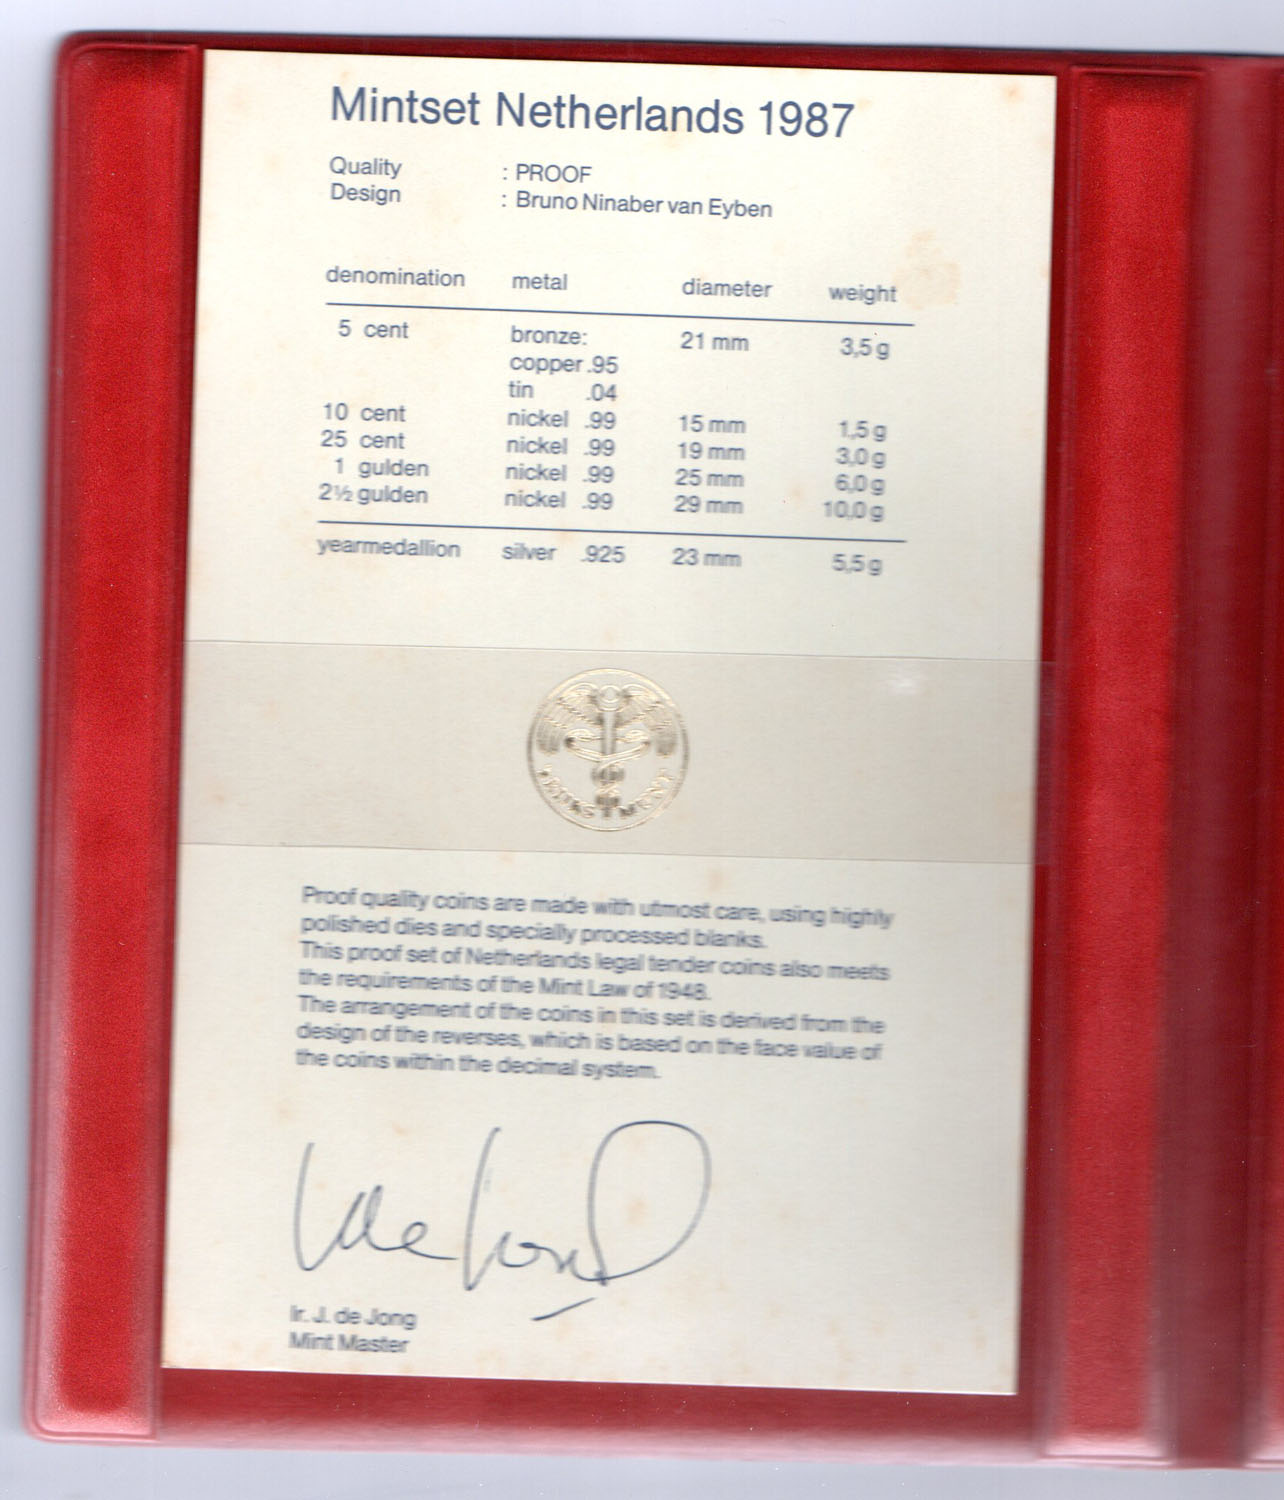 Mintset Netherlands 1987
Quality : PROOF
Design : Bruno Ninaber van Eyben
denomination metal diameter weight
5 cent bronze: 21 mm 3,5 g
copper .95
tin .04
10 cent nickel .99 15 mm 1,5 g
25 cent nickel .99 19 mm 3,0 g
1 gulden nickel .99 25 mm 6,0 g
2½ gulden nickel .99 29 mm 10,0 g
yearmedallion silver .925 23 mm 5,5 g
Proof quality coins are made with utmost care, using highly
polished dies and specially processed blanks.
This proof set of Netherlands legal tender coins also meets
the requirements of the Mint Law of 1948.
The arrangement of the coins in this set is derived from the
design of the reverses, which is based on the face value of
the coins within the decimal system.
Ir. J. de Jong
Mint Master